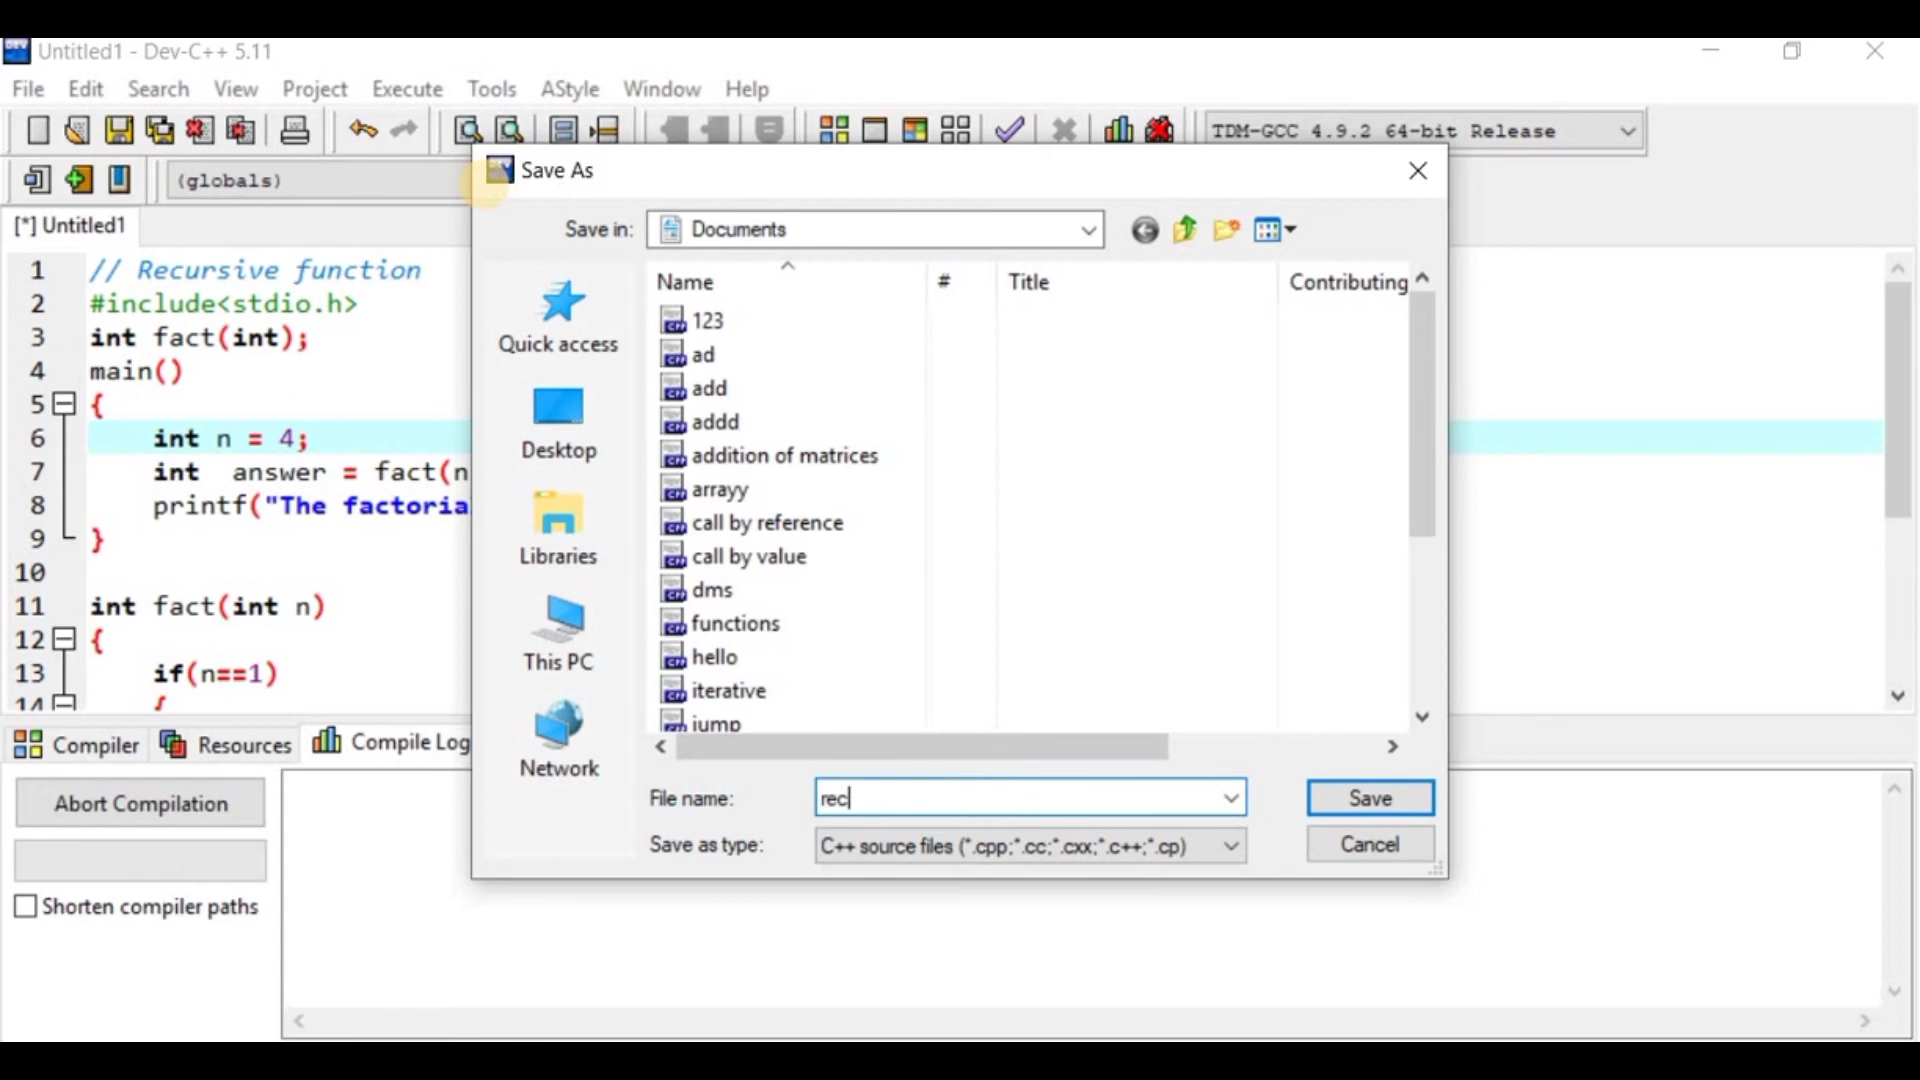 Untitled1 - Dev-C++ 5.11
File Edit Search View Project Execute Tools AStyle Window Help
TDM-GCC 4.9.2 64-bit Release
(globals)
[*] Untitled1
1 // Recursive function
2 #include<stdio.h>
3 int fact(int);
4 main()
5 {
6 int n = 4;
7 int answer = fact(n
8 printf("The factoria
9 }
10
11 int fact(int n)
12 {
13 if(n==1)
14 {
Save As
Save in: Documents
Quick access
Desktop
Libraries
This PC
Network
Name # Title Contributing
123
ad
add
addd
addition of matrices
arrayy
call by reference
call by value
dms
functions
hello
iterative
jump
File name: rec
Save
Save as type: C++ source files (*.cpp;*.cc;*.cxx;*.c++;*.cp)
Cancel
Compiler Resources Compile Log
Abort Compilation
Shorten compiler paths